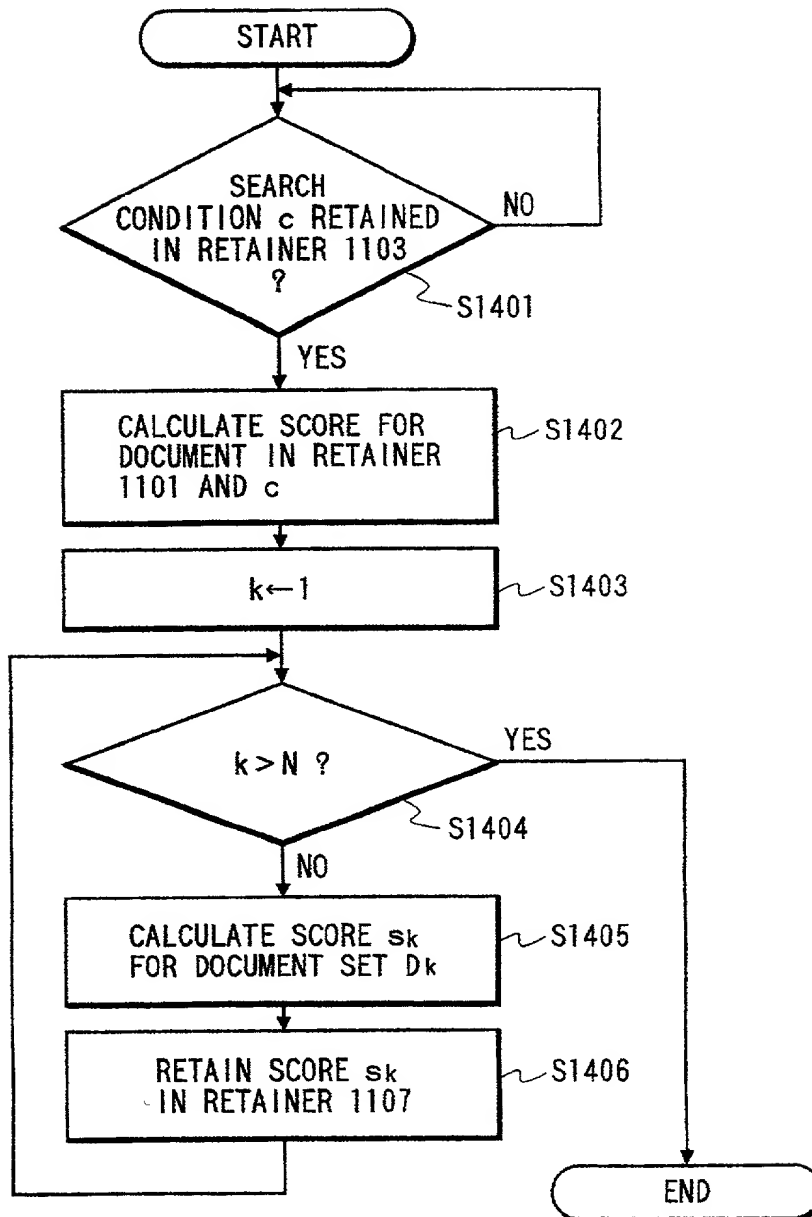 START
SEARCH
CONDITION c RETAINED
IN RETAINER 1103
?
NO
S1401
YES
CALCULATE SCORE FOR
DOCUMENT IN RETAINER
1101 AND c
S1402
k←1
S1403
k>N ?
YES
S1404
NO
CALCULATE SCORE sk
FOR DOCUMENT SET Dk
S1405
RETAIN SCORE sk
IN RETAINER 1107
S1406
END